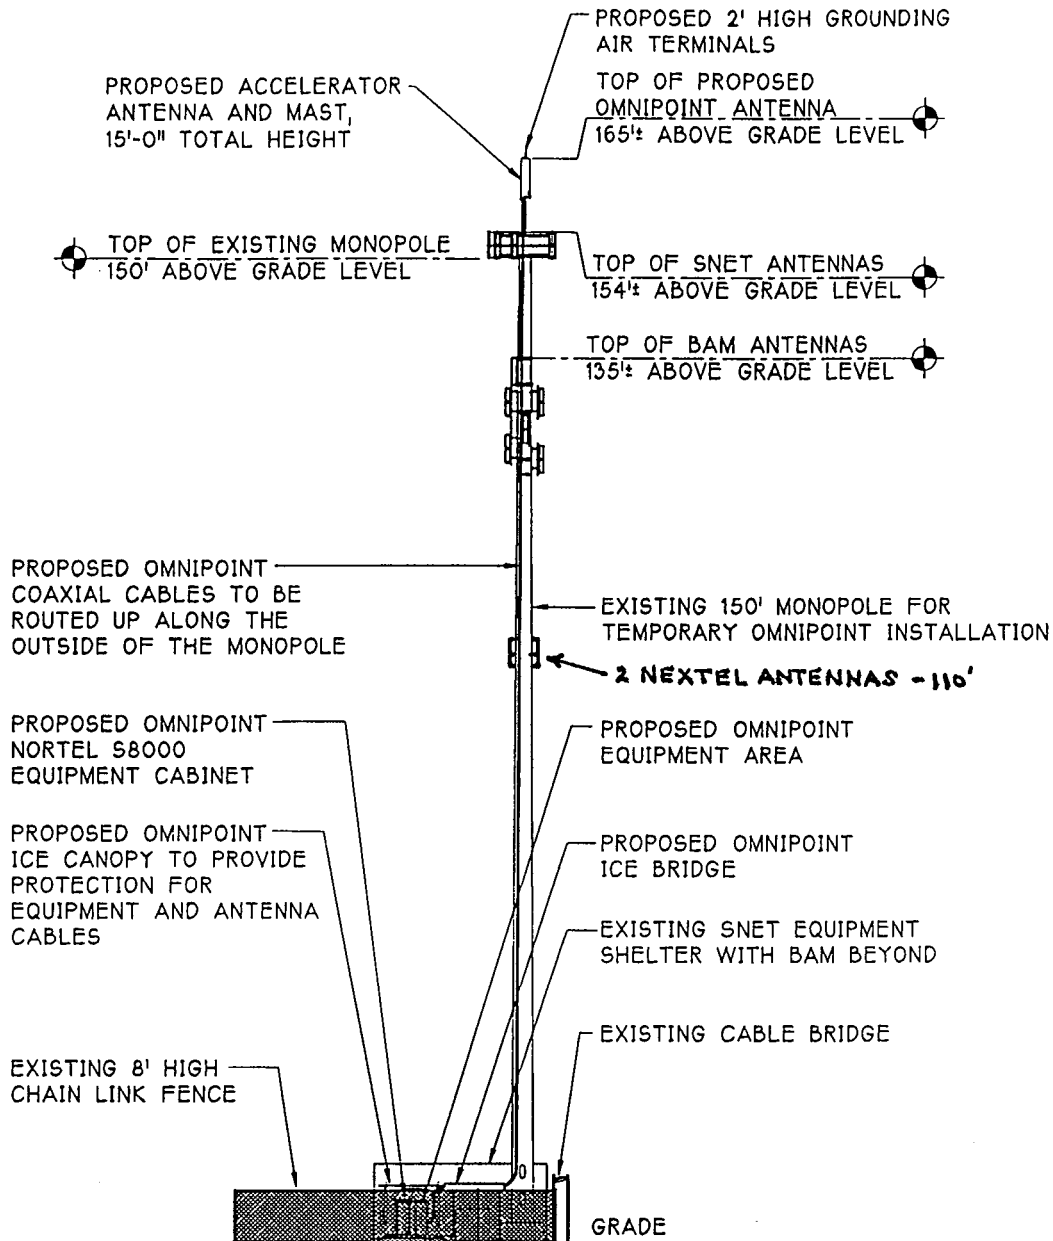 PROPOSED 2' HIGH GROUNDING
AIR TERMINALS
PROPOSED ACCELERATOR
ANTENNA AND MAST,
15'-0" TOTAL HEIGHT
TOP OF PROPOSED
OMNIPOINT ANTENNA
165'± ABOVE GRADE LEVEL
TOP OF EXISTING MONOPOLE
150' ABOVE GRADE LEVEL
TOP OF SNET ANTENNAS
154'± ABOVE GRADE LEVEL
TOP OF BAM ANTENNAS
135'± ABOVE GRADE LEVEL
PROPOSED OMNIPOINT
COAXIAL CABLES TO BE
ROUTED UP ALONG THE
OUTSIDE OF THE MONOPOLE
EXISTING 150' MONOPOLE FOR
TEMPORARY OMNIPOINT INSTALLATION
2 NEXTEL ANTENNAS - 110'
PROPOSED OMNIPOINT
NORTEL S8000
EQUIPMENT CABINET
PROPOSED OMNIPOINT
EQUIPMENT AREA
PROPOSED OMNIPOINT
ICE CANOPY TO PROVIDE
PROTECTION FOR
EQUIPMENT AND ANTENNA
CABLES
PROPOSED OMNIPOINT
ICE BRIDGE
EXISTING SNET EQUIPMENT
SHELTER WITH BAM BEYOND
EXISTING CABLE BRIDGE
EXISTING 8' HIGH
CHAIN LINK FENCE
GRADE